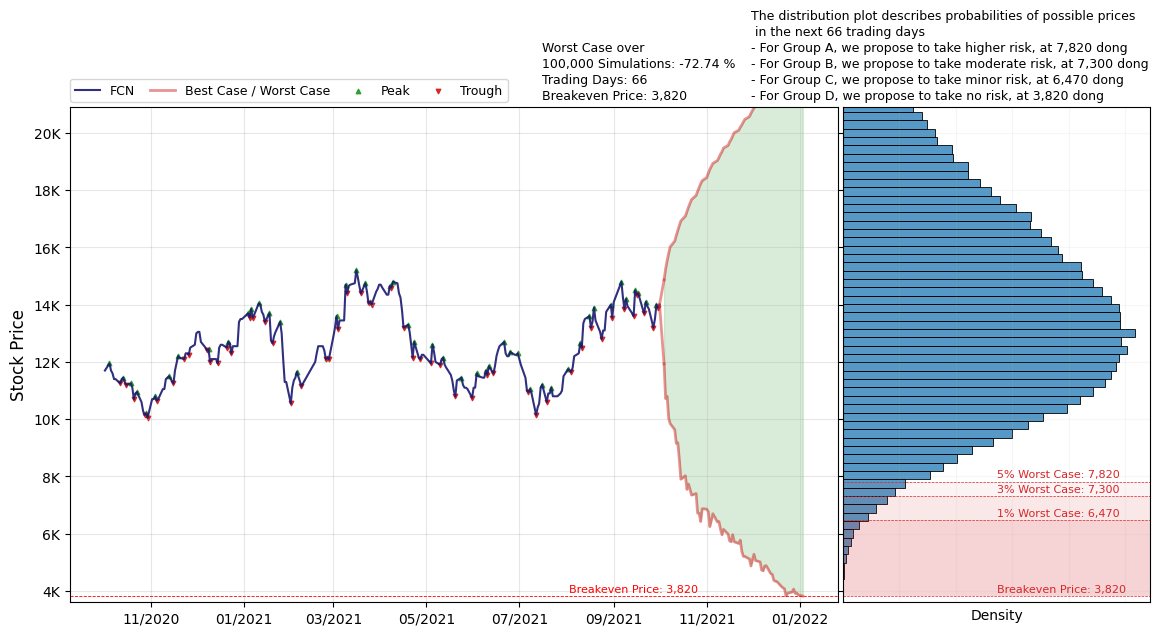 The distribution plot describes probabilities of possible prices
in the next 66 trading days
- For Group A, we propose to take higher risk, at 7,820 dong
- For Group B, we propose to take moderate risk, at 7,300 dong
- For Group C, we propose to take minor risk, at 6,470 dong
- For Group D, we propose to take no risk, at 3,820 dong
Worst Case over
100,000 Simulations: -72.74 %
Trading Days: 66
Breakeven Price: 3,820
FCN
Best Case / Worst Case
Peak
Trough
Stock Price
20K
18K
16K
14K
12K
10K
8K
6K
4K
Breakeven Price: 3,820
11/2020
01/2021
03/2021
05/2021
07/2021
09/2021
11/2021
01/2022
5% Worst Case: 7,820
3% Worst Case: 7,300
1% Worst Case: 6,470
Breakeven Price: 3,820
Density